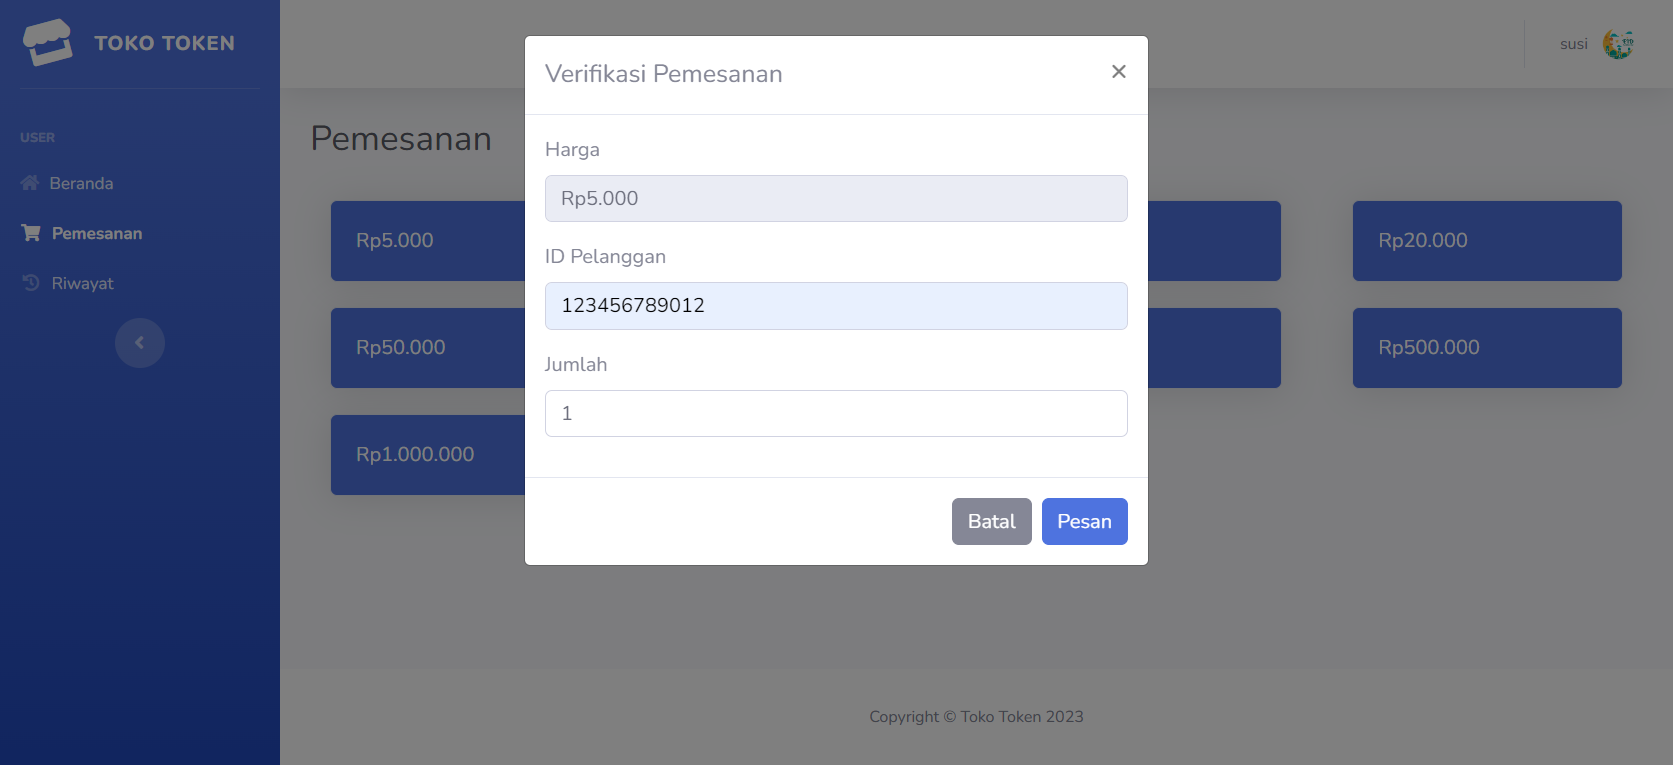 TOKO TOKEN
USER
Beranda
Pemesanan
Riwayat
susi
Pemesanan
Rp5.000
Rp20.000
Rp50.000
Rp500.000
Rp1.000.000
Verifikasi Pemesanan
×
Harga
Rp5.000
ID Pelanggan
123456789012
Jumlah
1
Batal
Pesan
Copyright © Toko Token 2023